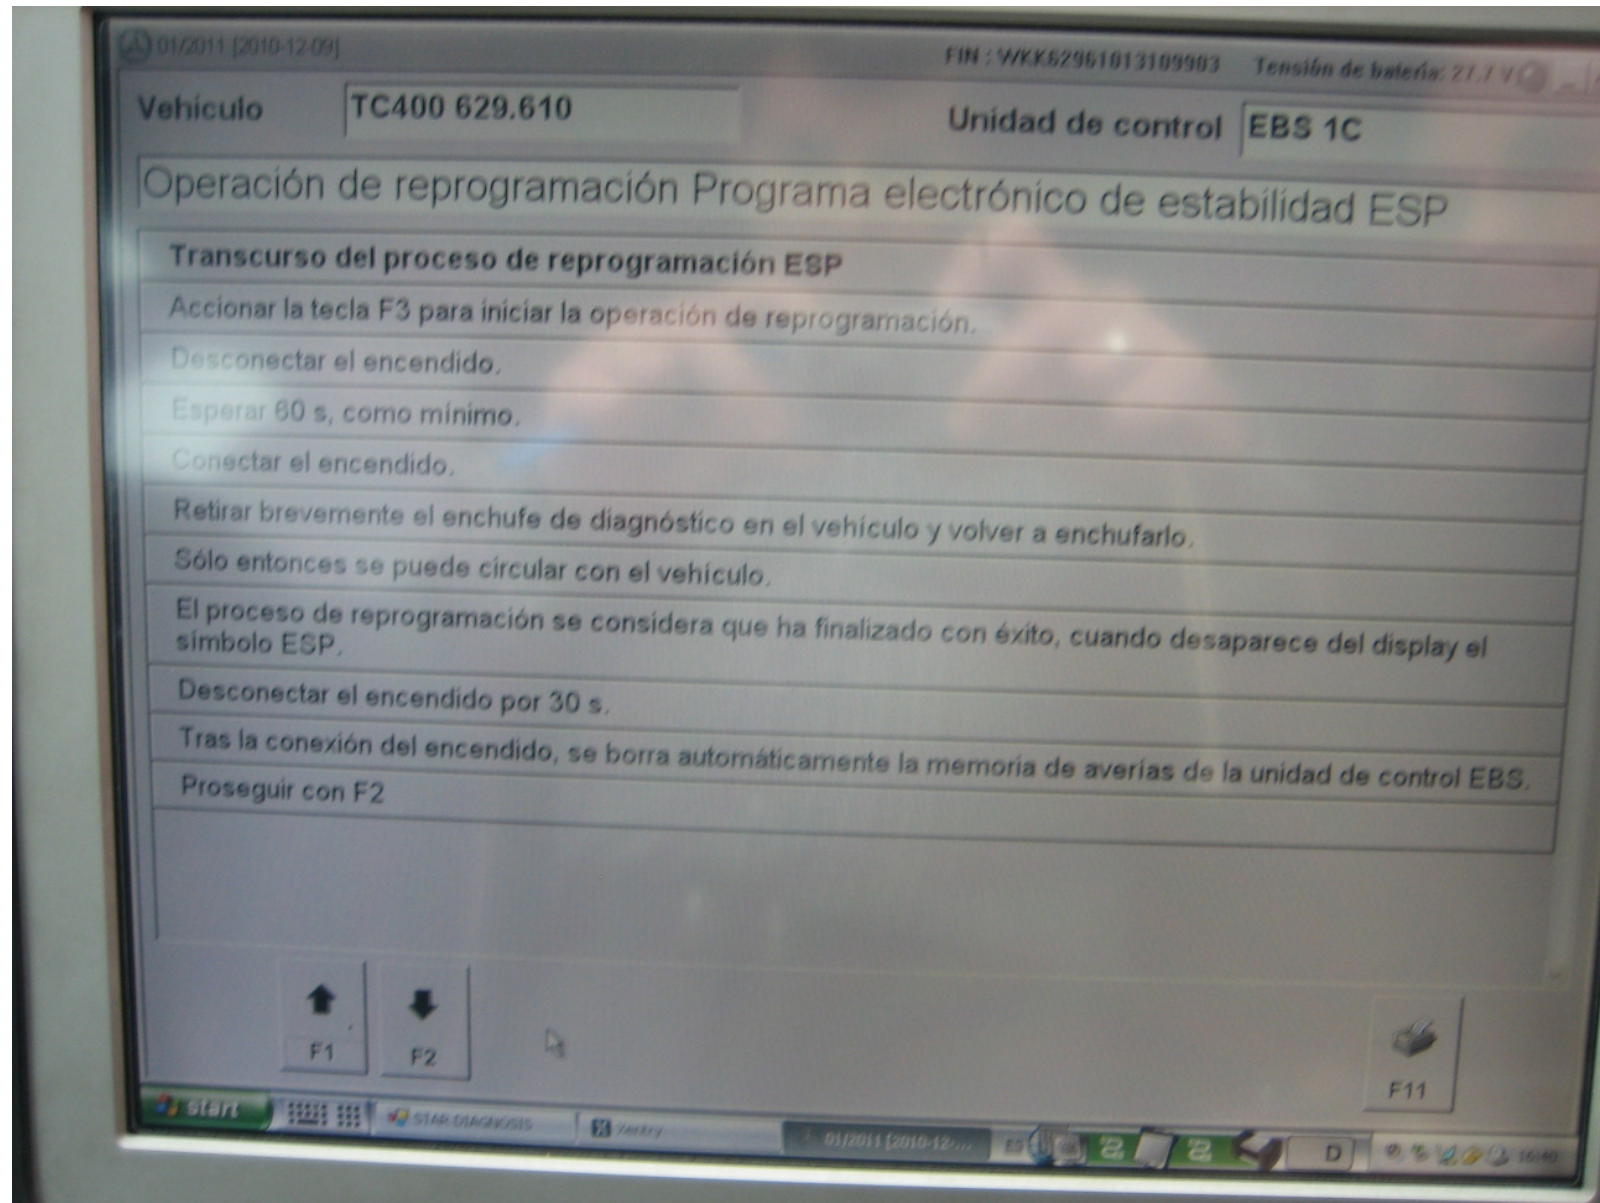 01/2011 [2010-12-09]
FIN : WKK62961013109903 Tensión de batería: 27.7 V
Vehículo TC400 629.610 Unidad de control EBS 1C
Operación de reprogramación Programa electrónico de estabilidad ESP
Transcurso del proceso de reprogramación ESP
Accionar la tecla F3 para iniciar la operación de reprogramación.
Desconectar el encendido.
Esperar 60 s, como mínimo.
Conectar el encendido.
Retirar brevemente el enchufe de diagnóstico en el vehículo y volver a enchufarlo.
Sólo entonces se puede circular con el vehículo.
El proceso de reprogramación se considera que ha finalizado con éxito, cuando desaparece del display el
símbolo ESP.
Desconectar el encendido por 30 s.
Tras la conexión del encendido, se borra automáticamente la memoria de averías de la unidad de control EBS.
Proseguir con F2
F1 F2 F11
start STAR DIAGNOSIS Xentry 01/2011 [2010-12-... ES D 16:40